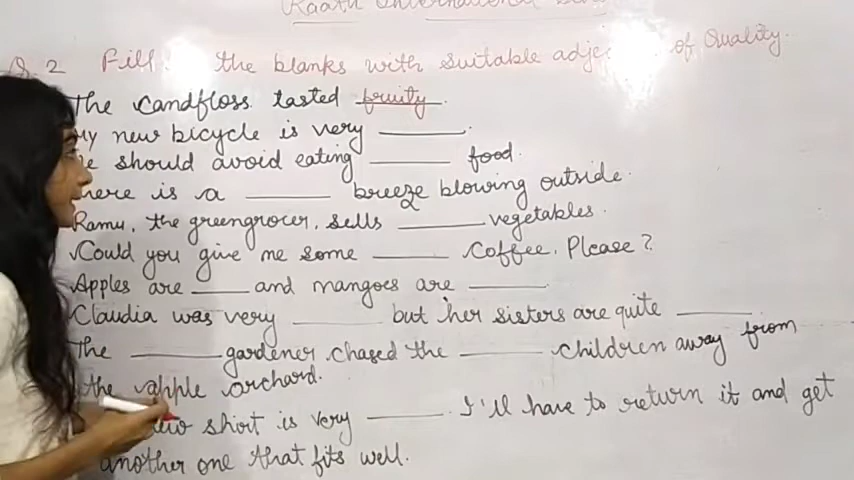 Q.2 Fill the blanks with suitable of Quality.
The candfloss tasted fruity.
My new bicycle is very ______.
should avoid eating ______ food.
There is a ______ breeze blowing outside.
Ramu, the greengrocer, sells ______ vegetables.
Could you give me some ______ coffee, Please?
Apples are ______ and mangoes are ______.
Claudia was very ______ but her sisters are quite ______
The ______ gardener chased the ______ children away from
the apple orchard.
shirt is very ______. I'll have to return it and get
another one that fits well.